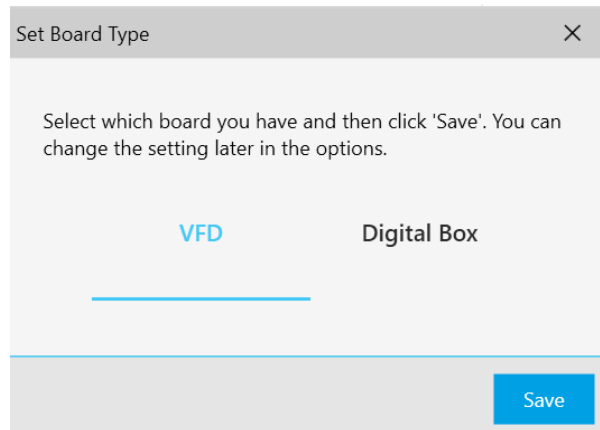 Set Board Type
Select which board you have and then click 'Save'. You can
change the setting later in the options.
VFD Digital Box
Save